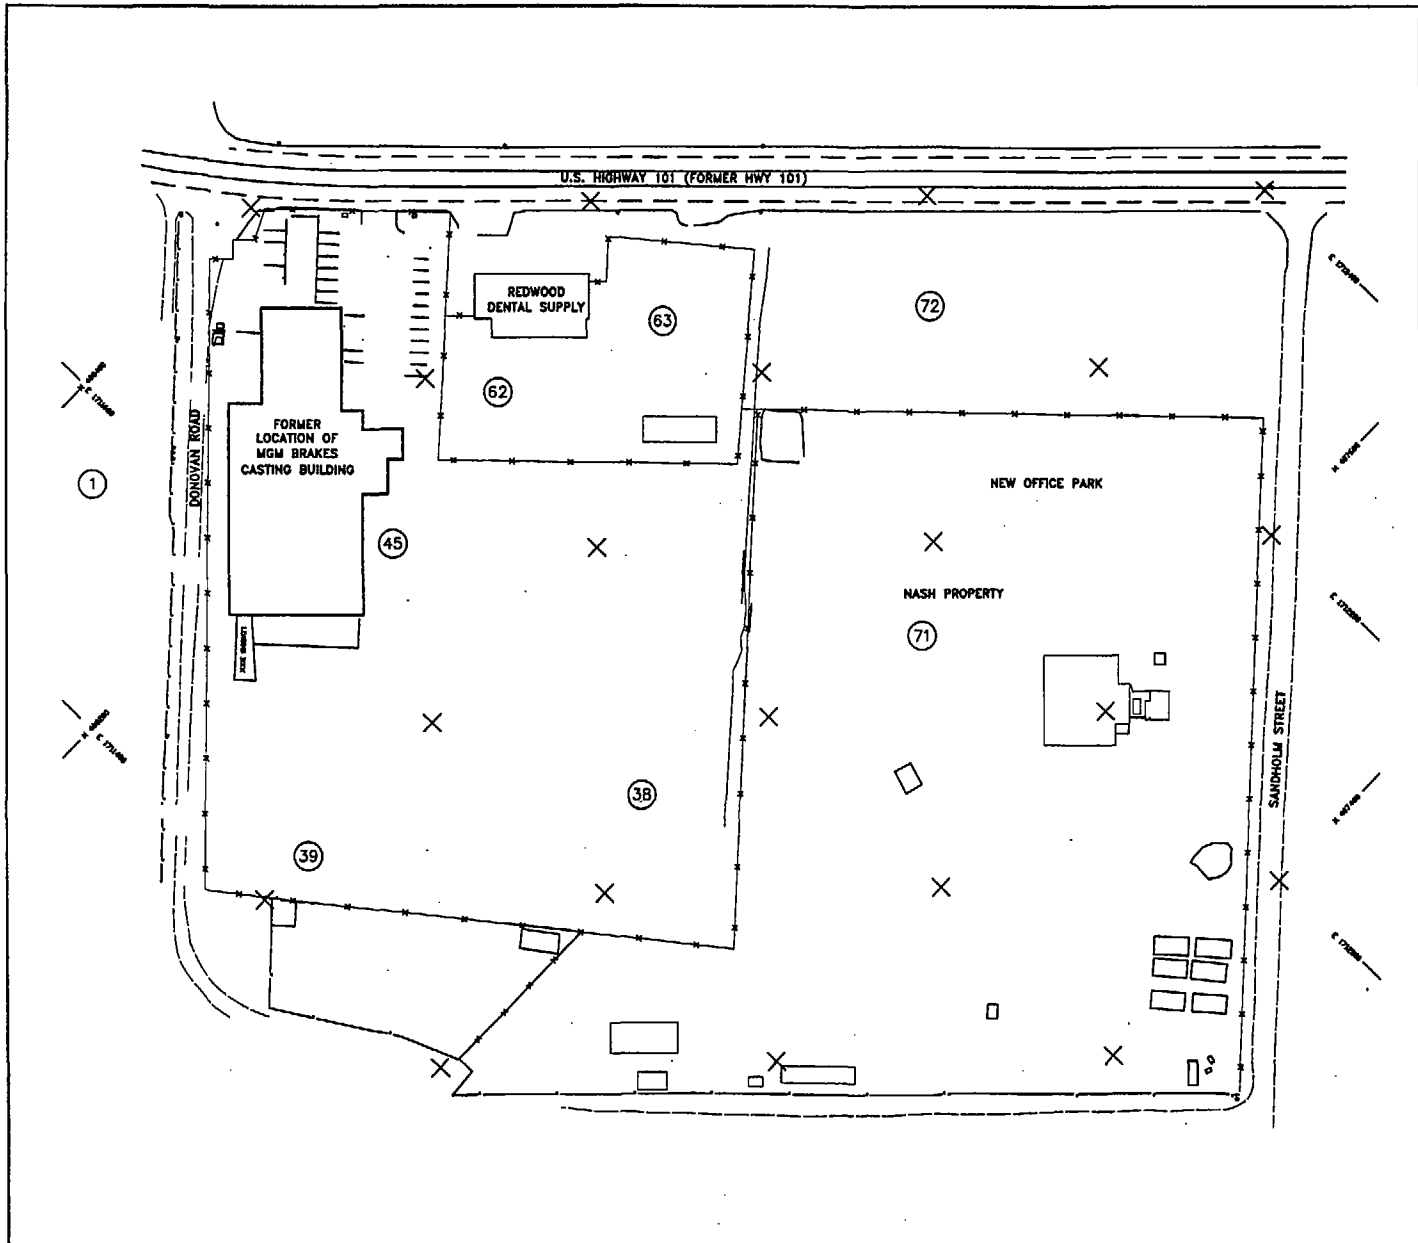 U.S. HIGHWAY 101 (FORMER HWY 101)
REDWOOD
DENTAL SUPPLY
63
72
62
FORMER
LOCATION OF
MGM BRAKES
CASTING BUILDING
DONOVAN ROAD
1
45
NEW OFFICE PARK
NASH PROPERTY
71
SANDHOLM STREET
38
39